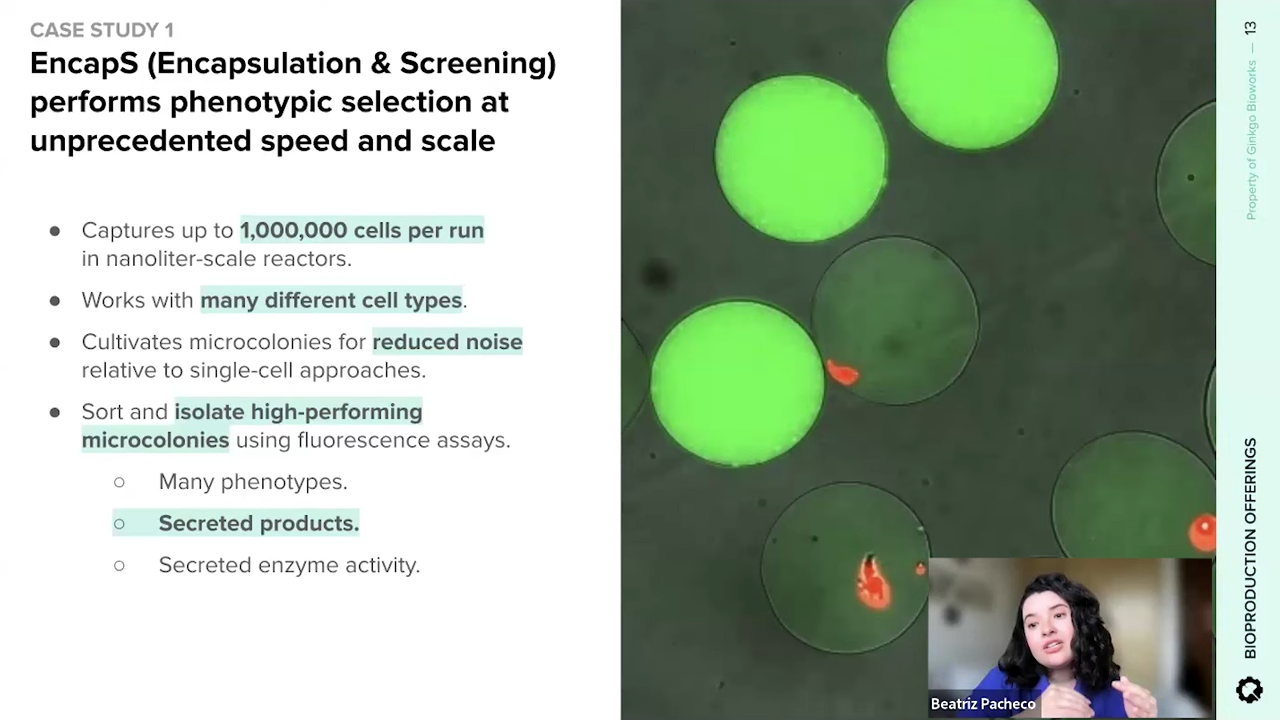 CASE STUDY 1
EncapS (Encapsulation & Screening)
performs phenotypic selection at
unprecedented speed and scale
● Captures up to 1,000,000 cells per run
in nanoliter-scale reactors.
● Works with many different cell types.
● Cultivates microcolonies for reduced noise
relative to single-cell approaches.
● Sort and isolate high-performing
microcolonies using fluorescence assays.
○ Many phenotypes.
○ Secreted products.
○ Secreted enzyme activity.
Property of Ginkgo Bioworks — 13
BIOPRODUCTION OFFERINGS
Beatriz Pacheco